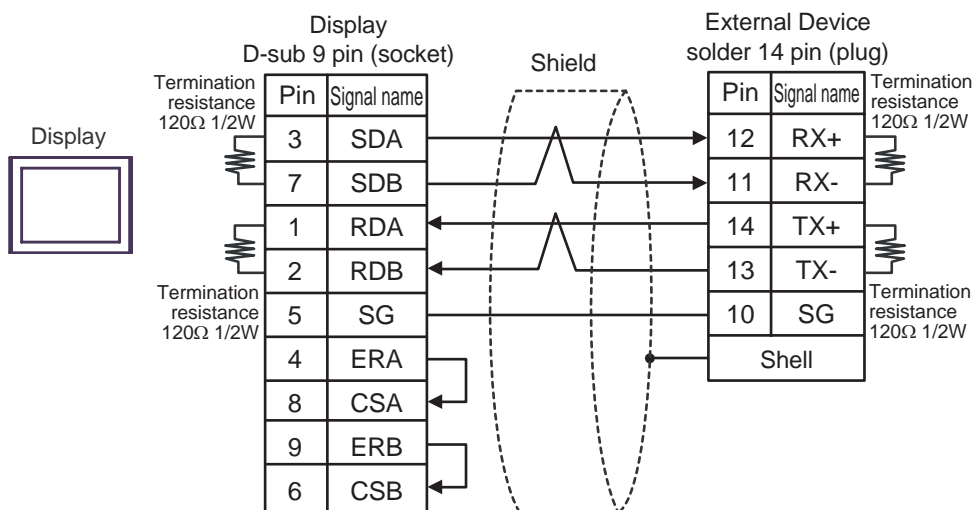 Display
D-sub 9 pin (socket)
External Device
solder 14 pin (plug)
Shield
Display
Termination
resistance
120Ω 1/2W
Termination
resistance
120Ω 1/2W
Pin Signal name
3 SDA
7 SDB
1 RDA
2 RDB
5 SG
4 ERA
8 CSA
9 ERB
6 CSB
Pin Signal name
12 RX+
11 RX-
14 TX+
13 TX-
10 SG
Shell
Termination
resistance
120Ω 1/2W
Termination
resistance
120Ω 1/2W